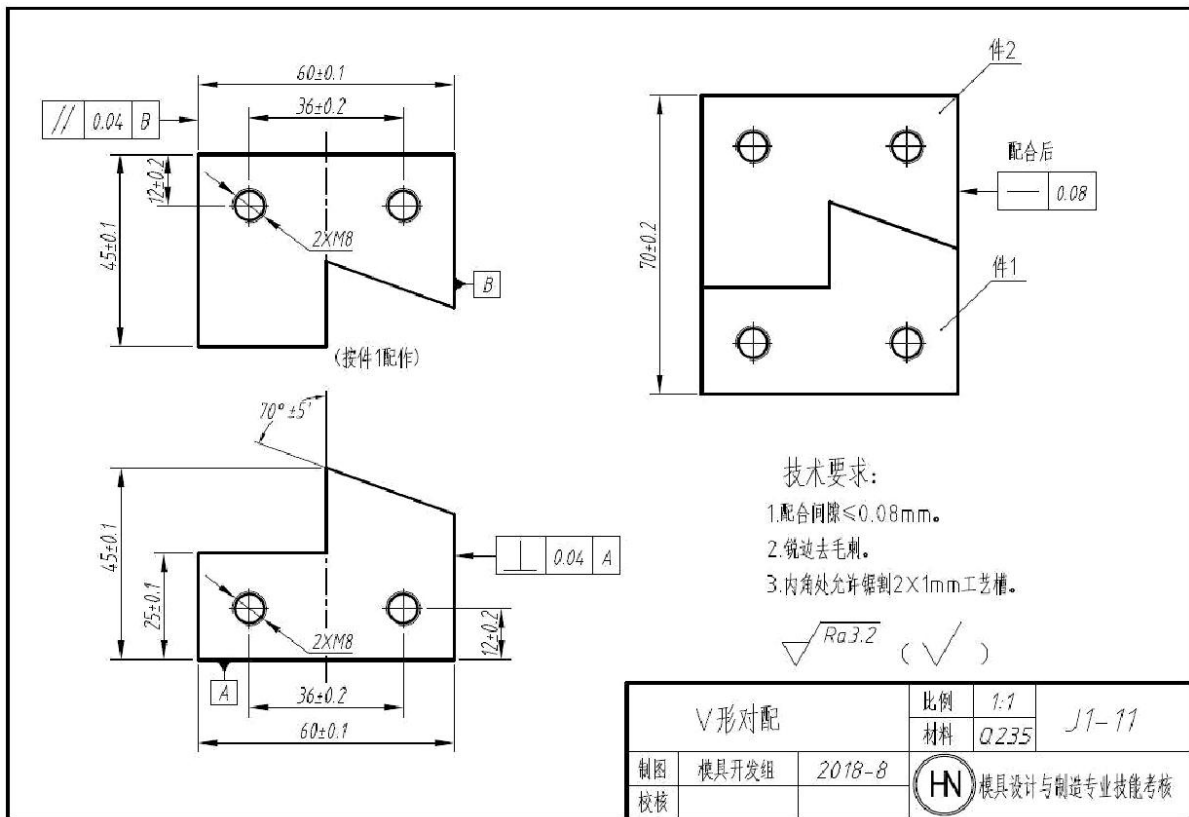 60±0.1
36±0.2
// 0.04 B
12±0.2
45±0.1
2XM8
B
(按件1配作)
70°±5'
45±0.1
25±0.1
⊥ 0.04 A
2XM8
12±0.2
A
36±0.2
60±0.1
件2
配合后
— 0.08
70±0.2
件1
技术要求:
1.配合间隙≤0.08mm。
2.锐边去毛刺。
3.内角处允许锯割2X1mm工艺槽。
Ra3.2 (√)
V形对配
比例 1:1
材料 Q235
J1-11
制图 模具开发组 2018-8
校核
HN 模具设计与制造专业技能考核